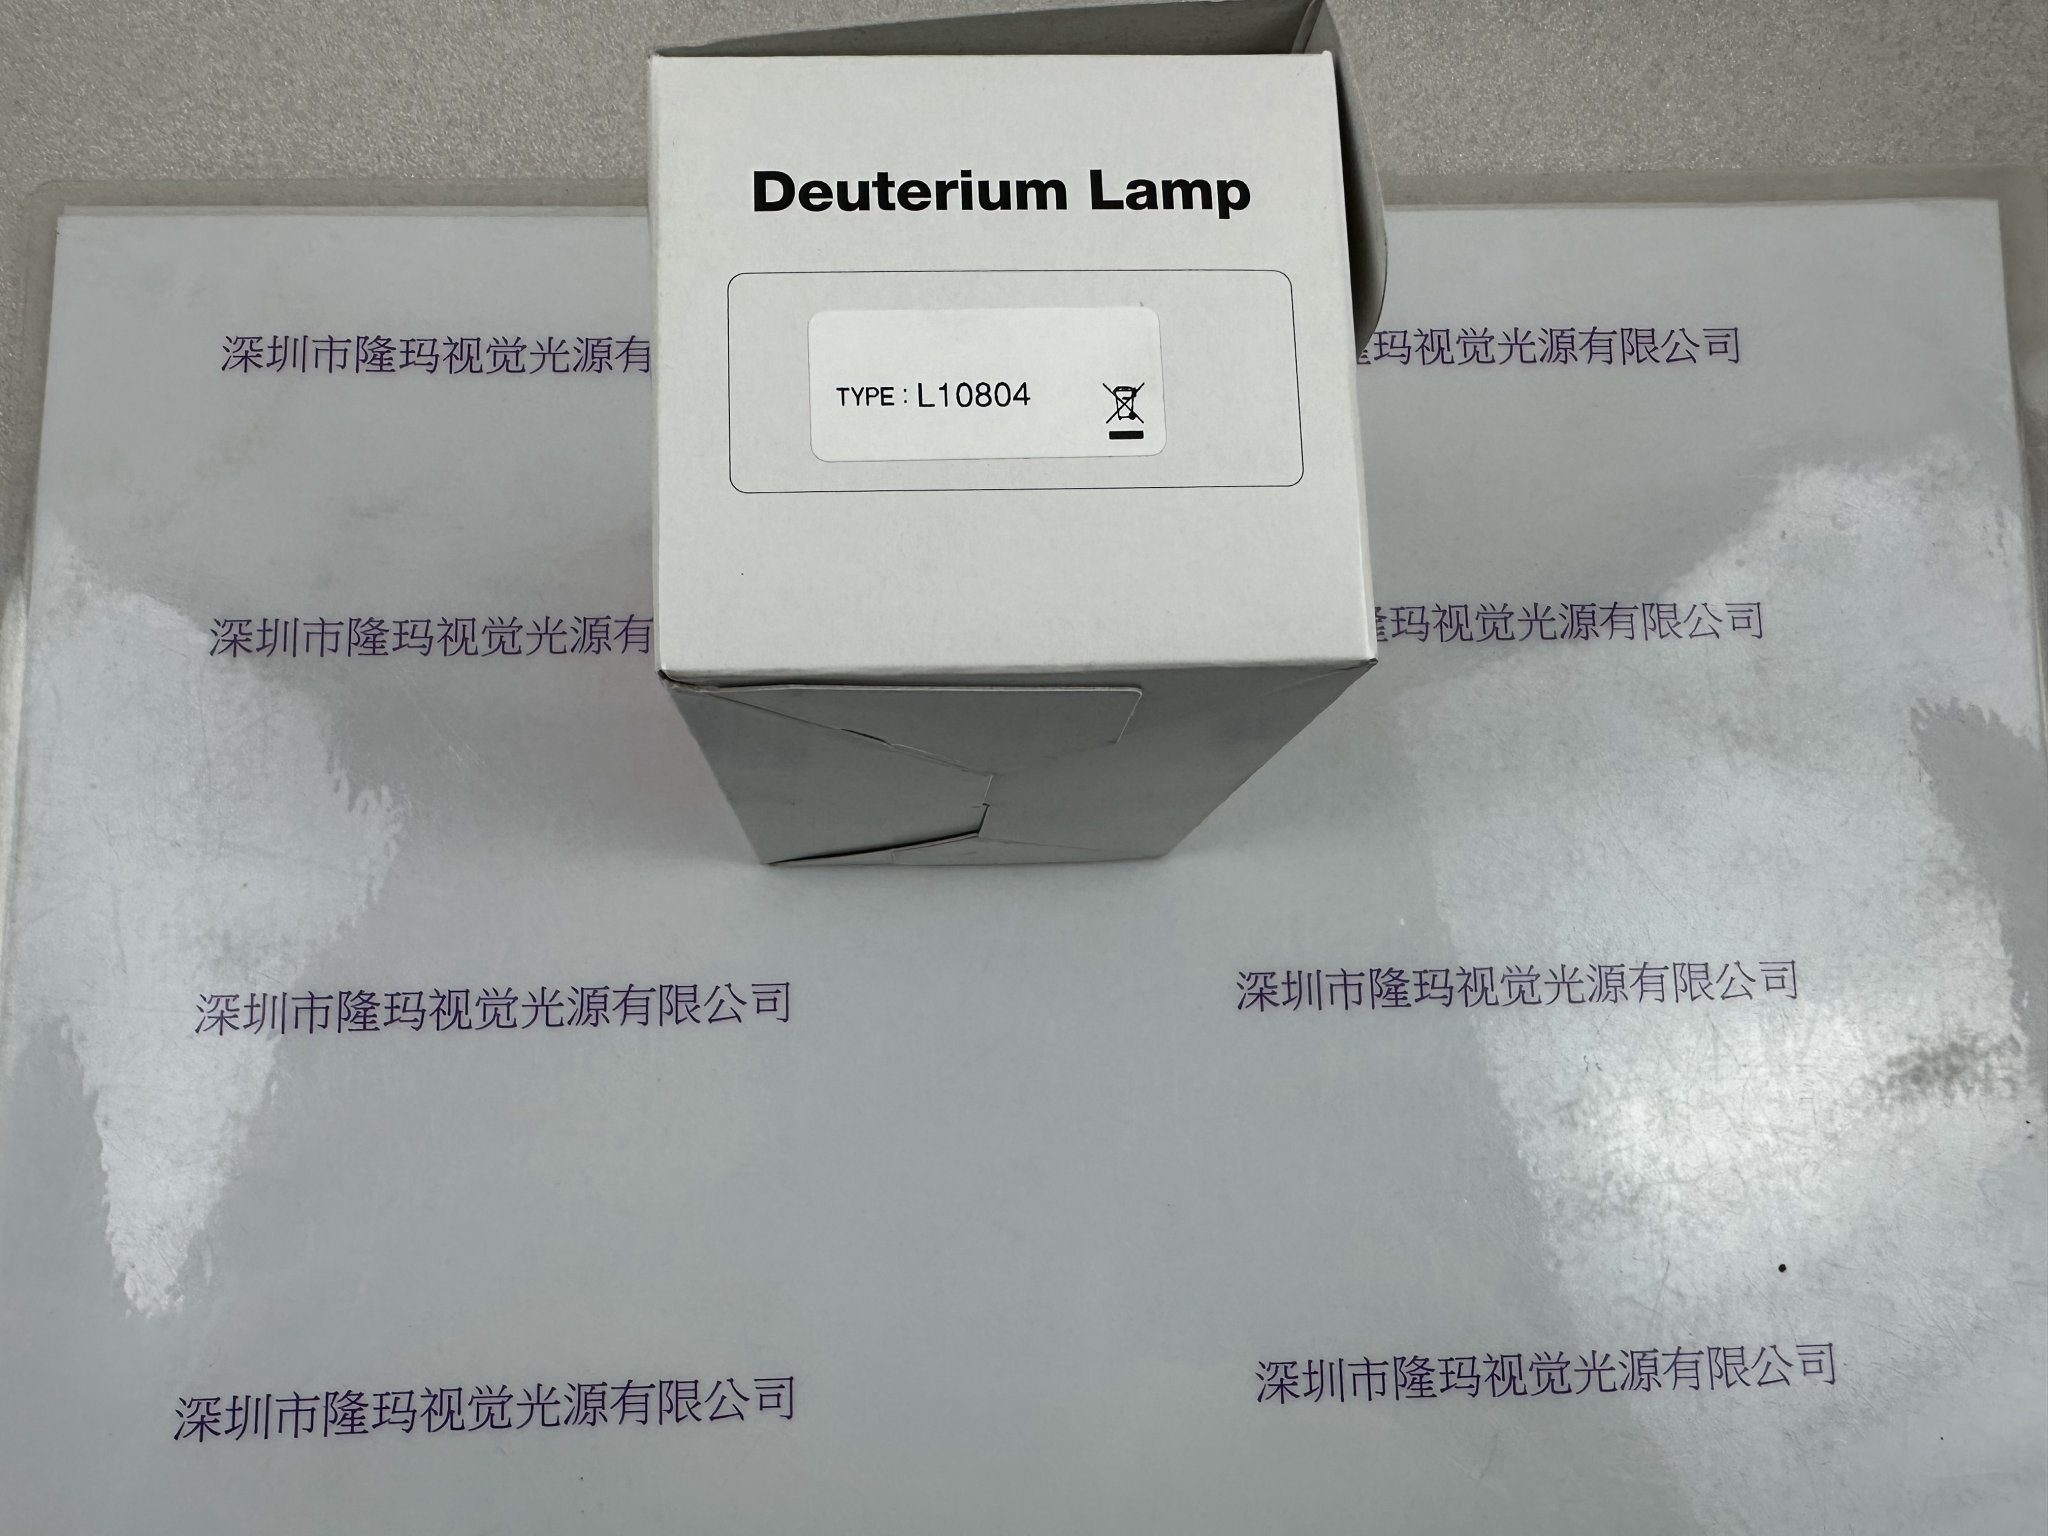 Deuterium Lamp
TYPE : L10804
深圳市隆玛视觉光源有
玛视觉光源有限公司
深圳市隆玛视觉光源有
隆玛视觉光源有限公司
深圳市隆玛视觉光源有限公司
深圳市隆玛视觉光源有限公司
深圳市隆玛视觉光源有限公司
深圳市隆玛视觉光源有限公司